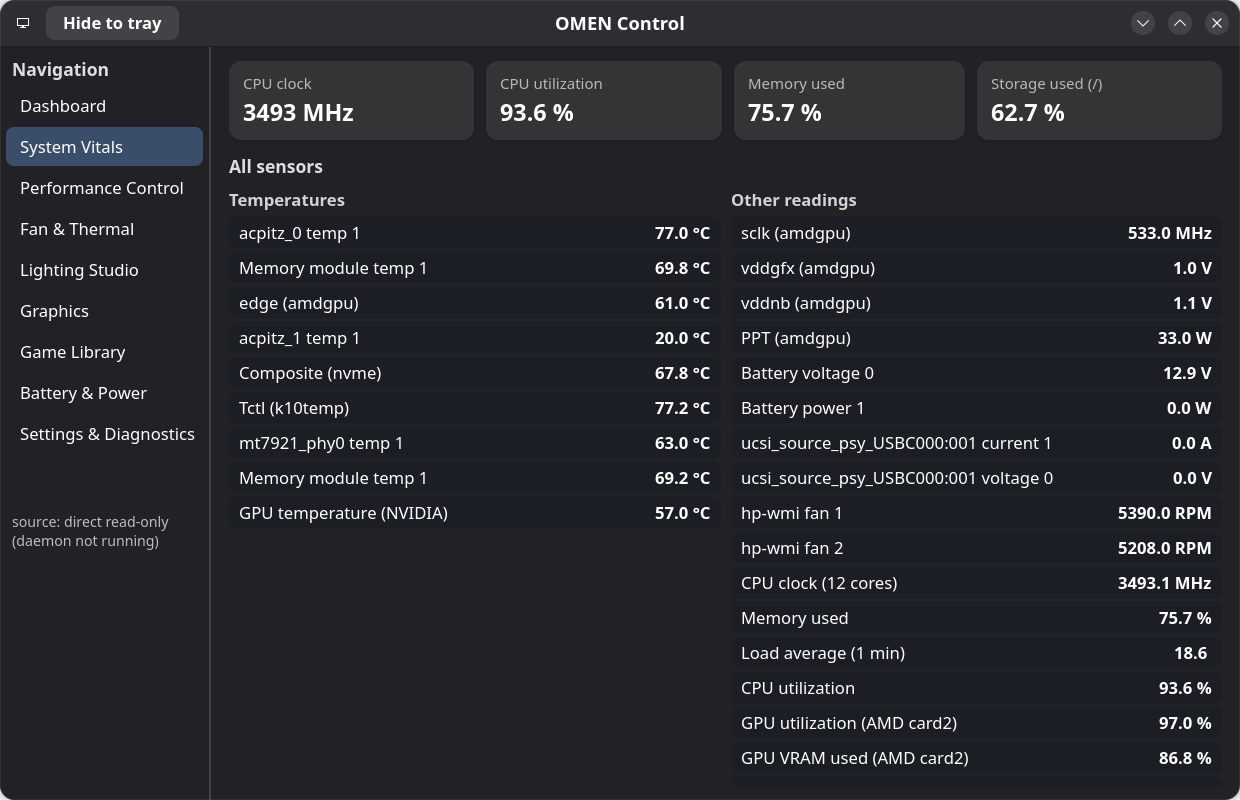 Hide to tray
OMEN Control
Navigation
Dashboard
System Vitals
Performance Control
Fan & Thermal
Lighting Studio
Graphics
Game Library
Battery & Power
Settings & Diagnostics
source: direct read-only
(daemon not running)
CPU clock
3493 MHz
CPU utilization
93.6 %
Memory used
75.7 %
Storage used (/)
62.7 %
All sensors
Temperatures
acpitz_0 temp 1 77.0 °C
Memory module temp 1 69.8 °C
edge (amdgpu) 61.0 °C
acpitz_1 temp 1 20.0 °C
Composite (nvme) 67.8 °C
Tctl (k10temp) 77.2 °C
mt7921_phy0 temp 1 63.0 °C
Memory module temp 1 69.2 °C
GPU temperature (NVIDIA) 57.0 °C
Other readings
sclk (amdgpu) 533.0 MHz
vddgfx (amdgpu) 1.0 V
vddnb (amdgpu) 1.1 V
PPT (amdgpu) 33.0 W
Battery voltage 0 12.9 V
Battery power 1 0.0 W
ucsi_source_psy_USBC000:001 current 1 0.0 A
ucsi_source_psy_USBC000:001 voltage 0 0.0 V
hp-wmi fan 1 5390.0 RPM
hp-wmi fan 2 5208.0 RPM
CPU clock (12 cores) 3493.1 MHz
Memory used 75.7 %
Load average (1 min) 18.6
CPU utilization 93.6 %
GPU utilization (AMD card2) 97.0 %
GPU VRAM used (AMD card2) 86.8 %